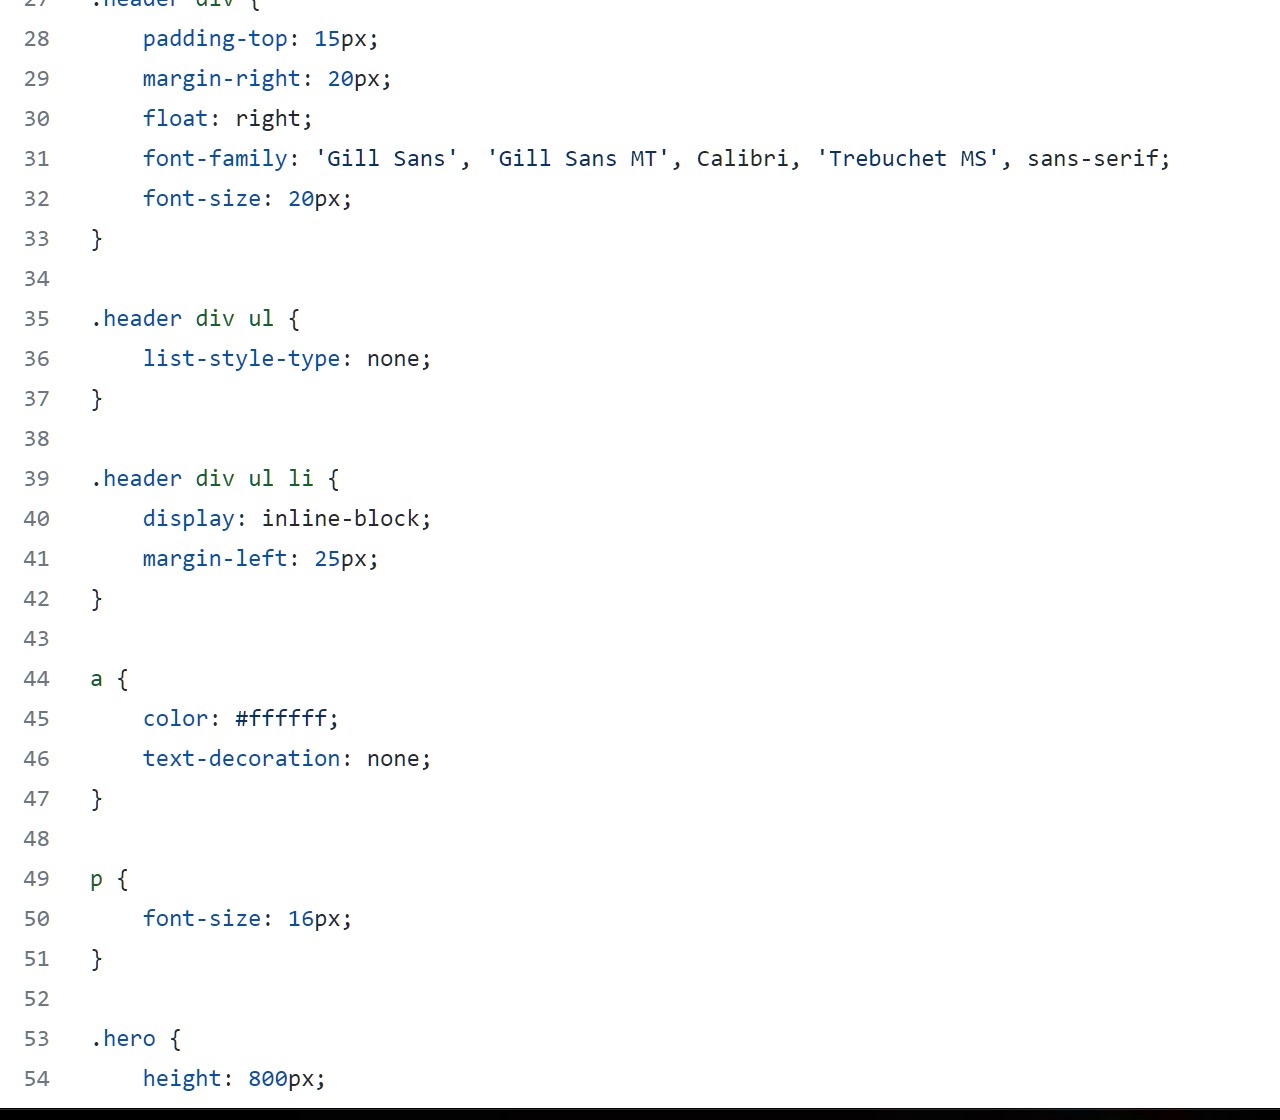 27 .header div {
28 padding-top: 15px;
29 margin-right: 20px;
30 float: right;
31 font-family: 'Gill Sans', 'Gill Sans MT', Calibri, 'Trebuchet MS', sans-serif;
32 font-size: 20px;
33 }
34
35 .header div ul {
36 list-style-type: none;
37 }
38
39 .header div ul li {
40 display: inline-block;
41 margin-left: 25px;
42 }
43
44 a {
45 color: #ffffff;
46 text-decoration: none;
47 }
48
49 p {
50 font-size: 16px;
51 }
52
53 .hero {
54 height: 800px;